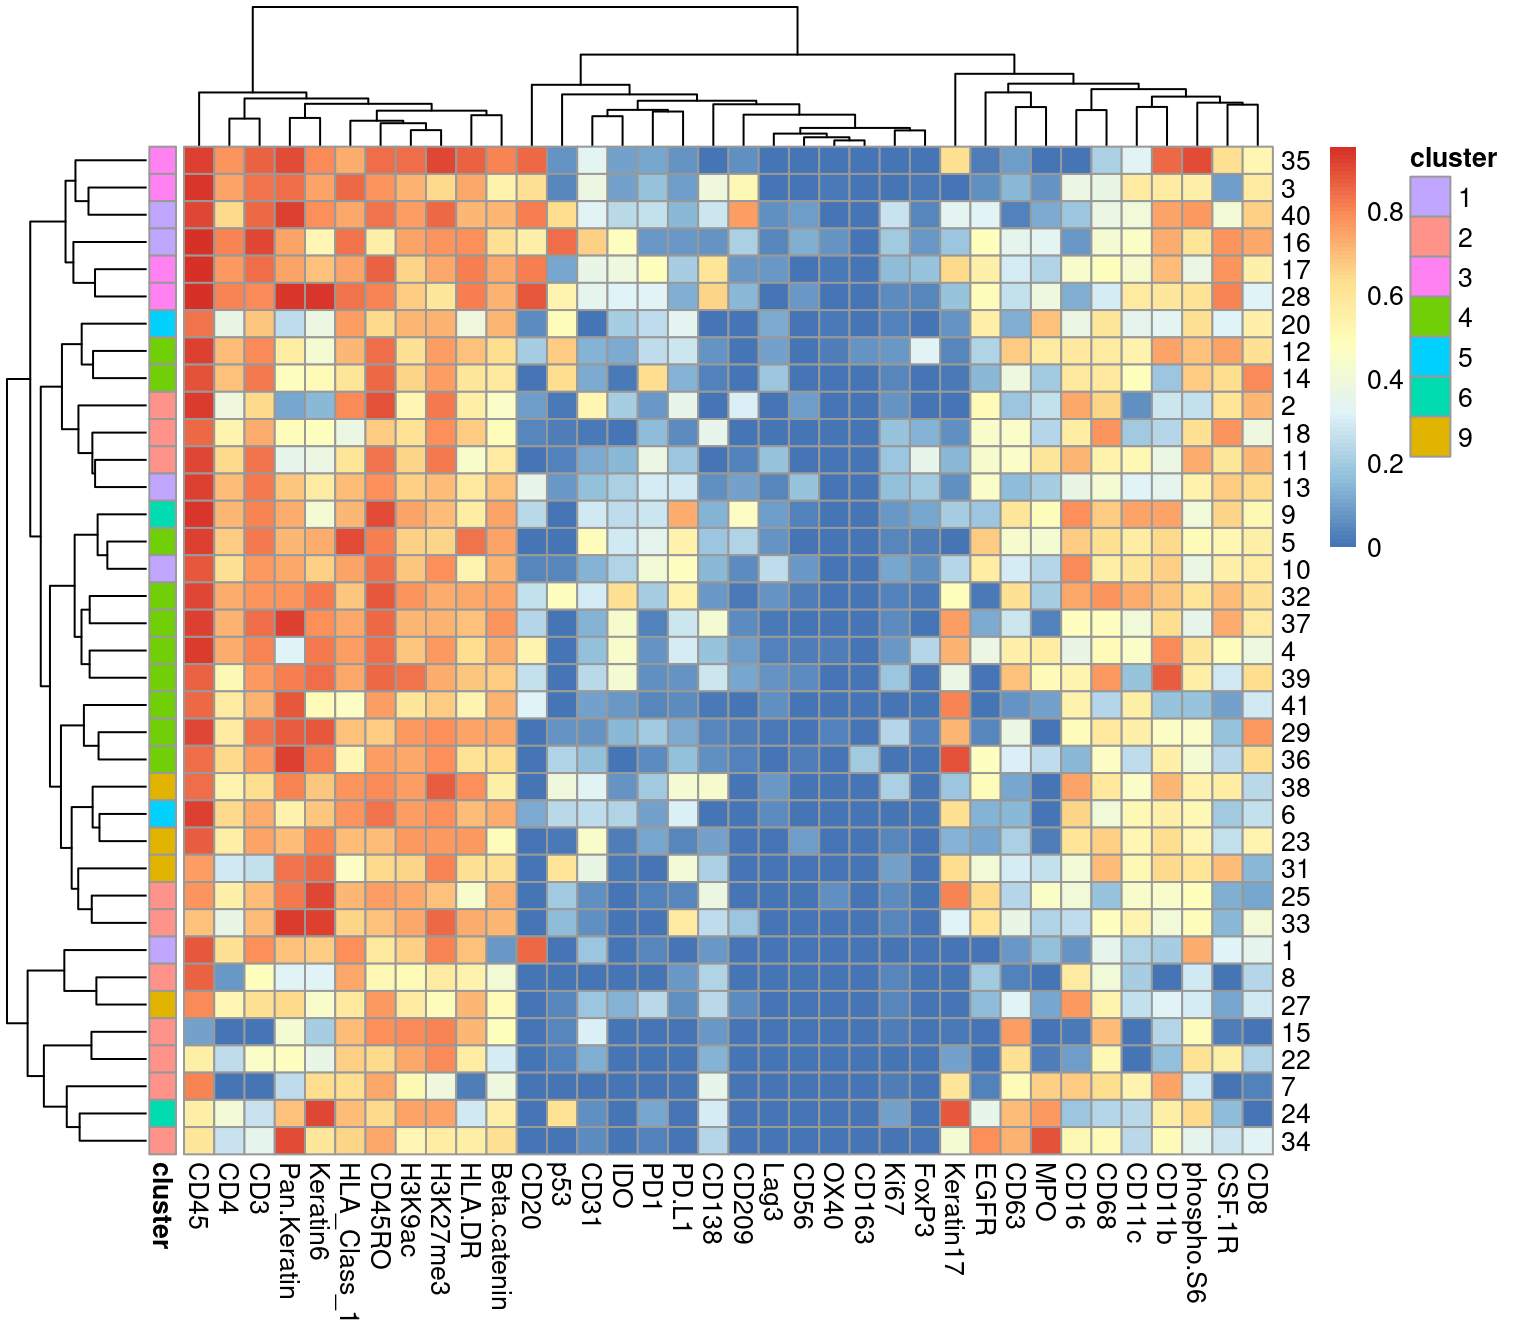 35
3
40
16
17
28
20
12
14
2
18
11
13
9
5
10
32
37
4
39
41
29
36
38
6
23
31
25
33
1
8
27
15
22
7
24
34
cluster
CD45
CD4
CD3
Pan.Keratin
Keratin6
HLA_Class_1
CD45RO
H3K9ac
H3K27me3
HLA.DR
Beta.catenin
CD20
p53
CD31
IDO
PD1
PD.L1
CD138
CD209
Lag3
CD56
OX40
CD163
Ki67
FoxP3
Keratin17
EGFR
CD63
MPO
CD16
CD68
CD11c
CD11b
phospho.S6
CSF.1R
CD8
0.8
0.6
0.4
0.2
0
cluster
1
2
3
4
5
6
9